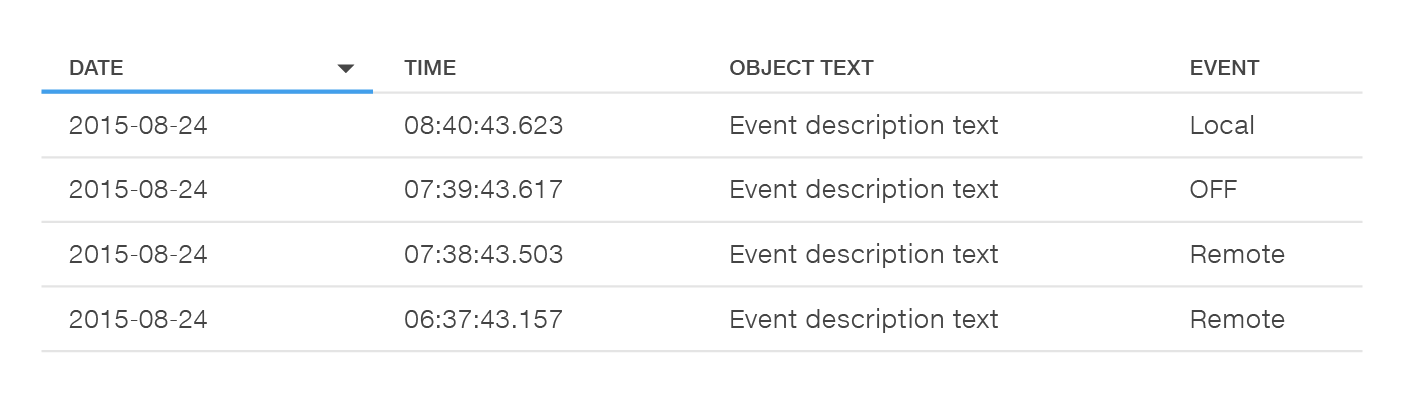 DATE TIME OBJECT TEXT EVENT
2015-08-24 08:40:43.623 Event description text Local
2015-08-24 07:39:43.617 Event description text OFF
2015-08-24 07:38:43.503 Event description text Remote
2015-08-24 06:37:43.157 Event description text Remote